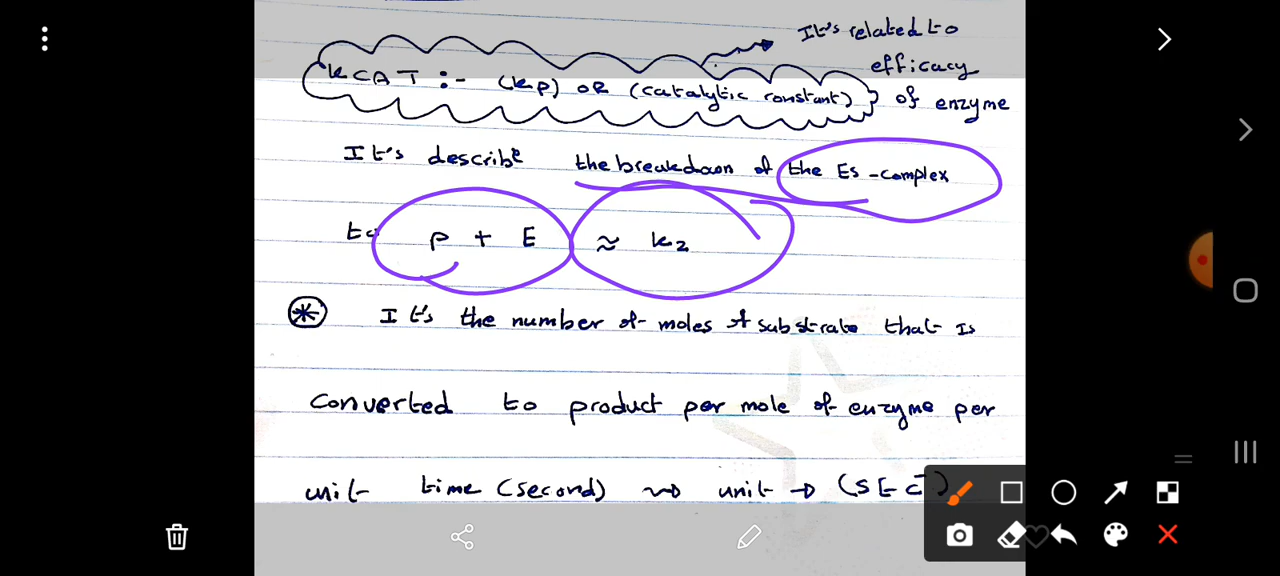 It's related to
efficacy
KCAT :- (kp) OR (catalytic constant) } of enzyme
It's describe the breakdown of the Es-complex
to P + E ≈ k2
* It's the number of moles of substrate that is
converted to product per mole of enzyme per
unit time (second) unit → (SEC